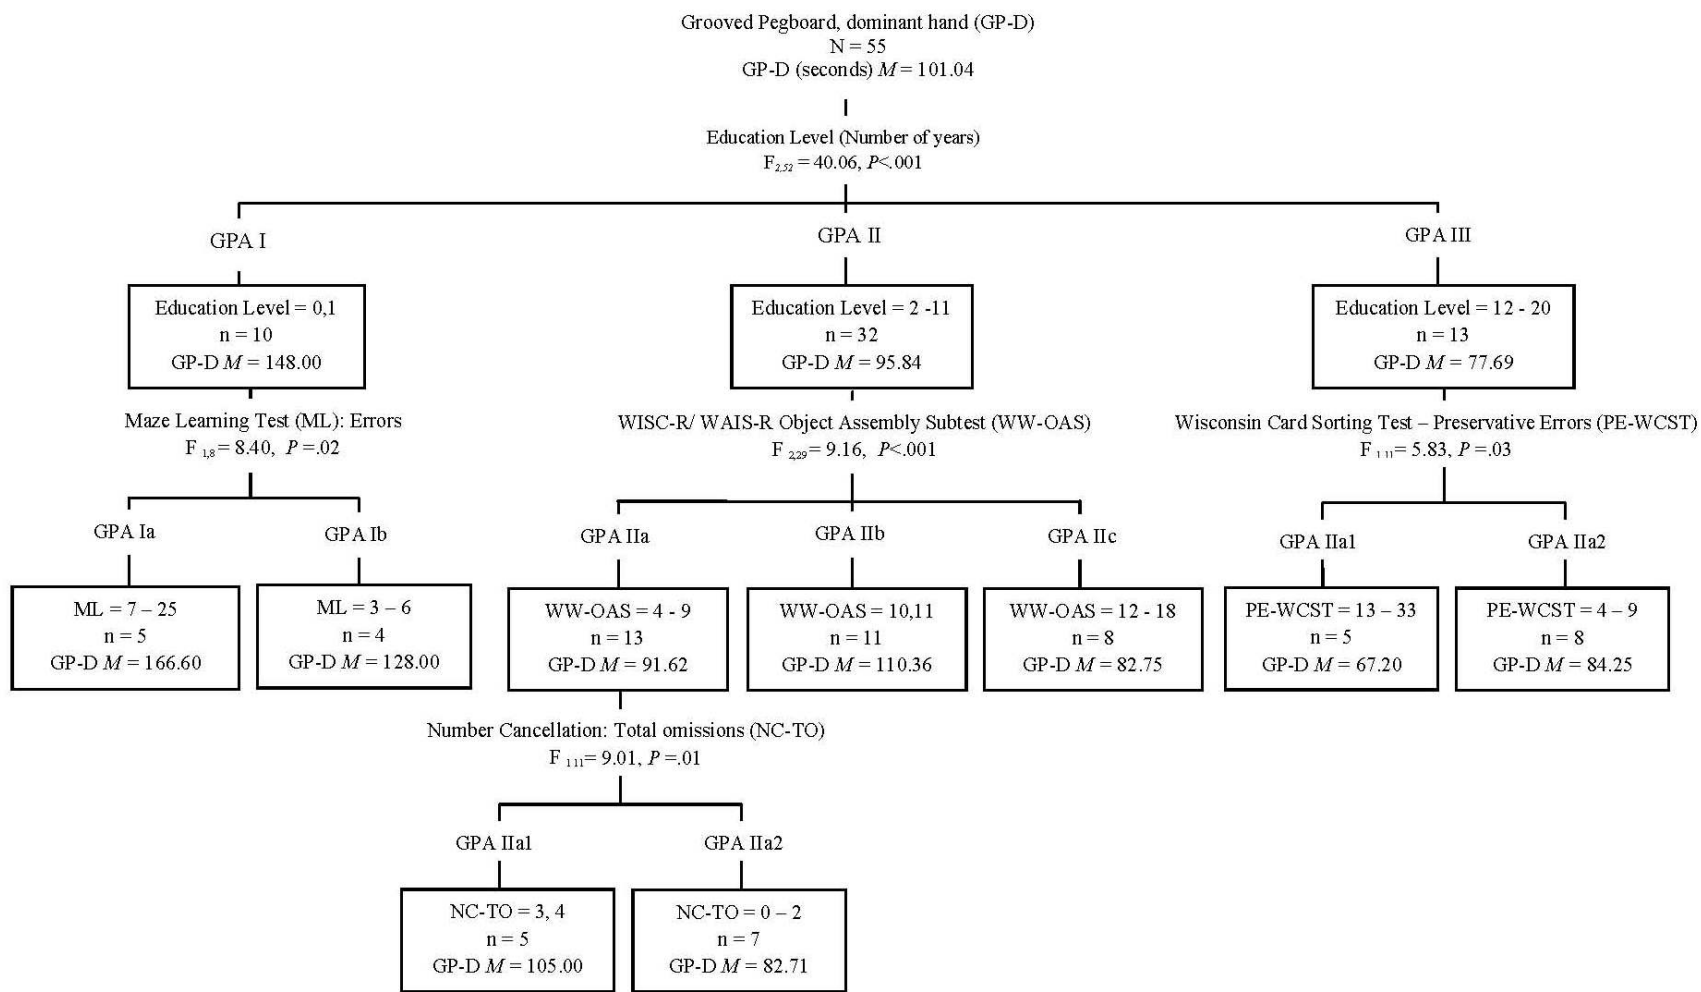 Grooved Pegboard, dominant hand (GP-D)
N = 55
GP-D (seconds) M = 101.04
Education Level (Number of years)
F2,52 = 40.06, P<.001
GPA I
GPA II
GPA III
Education Level = 0,1
n = 10
GP-D M = 148.00
Education Level = 2 -11
n = 32
GP-D M = 95.84
Education Level = 12 - 20
n = 13
GP-D M = 77.69
Maze Learning Test (ML): Errors
F 1,8 = 8.40, P =.02
WISC-R/ WAIS-R Object Assembly Subtest (WW-OAS)
F 2,29= 9.16, P<.001
Wisconsin Card Sorting Test – Preservative Errors (PE-WCST)
F 1 11= 5.83, P =.03
GPA Ia
GPA Ib
GPA IIa
GPA IIb
GPA IIc
GPA IIa1
GPA IIa2
ML = 7 – 25
n = 5
GP-D M = 166.60
ML = 3 – 6
n = 4
GP-D M = 128.00
WW-OAS = 4 - 9
n = 13
GP-D M = 91.62
WW-OAS = 10,11
n = 11
GP-D M = 110.36
WW-OAS = 12 - 18
n = 8
GP-D M = 82.75
PE-WCST = 13 – 33
n = 5
GP-D M = 67.20
PE-WCST = 4 – 9
n = 8
GP-D M = 84.25
Number Cancellation: Total omissions (NC-TO)
F 1 11= 9.01, P =.01
GPA IIa1
GPA IIa2
NC-TO = 3, 4
n = 5
GP-D M = 105.00
NC-TO = 0 – 2
n = 7
GP-D M = 82.71